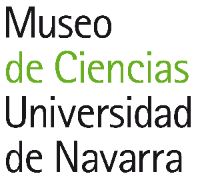 Museo
de Ciencias
Universidad
de Navarra